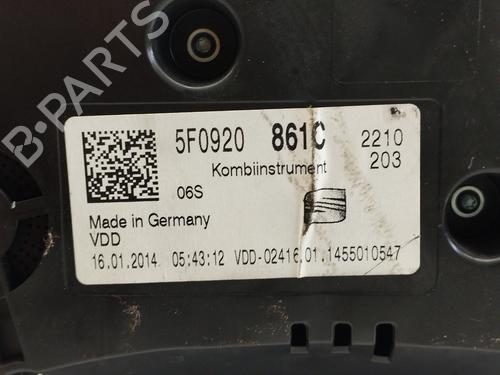 B-PARTS
5F0920 861C 2210
203
Kombiinstrument
06S
Made in Germany
VDD
16.01.2014 05:43:12 VDD-02416.01.1455010547